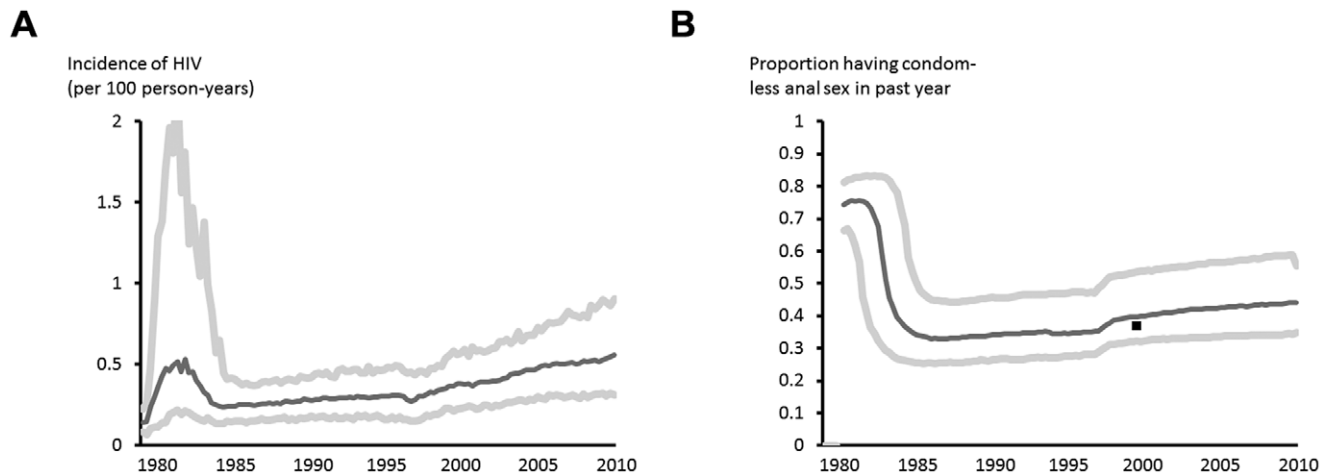 A
Incidence of HIV
(per 100 person-years)
2
1.5
1
0.5
0
1980 1985 1990 1995 2000 2005 2010
B
Proportion having condom-
less anal sex in past year
1
0.9
0.8
0.7
0.6
0.5
0.4
0.3
0.2
0.1
0
1980 1985 1990 1995 2000 2005 2010